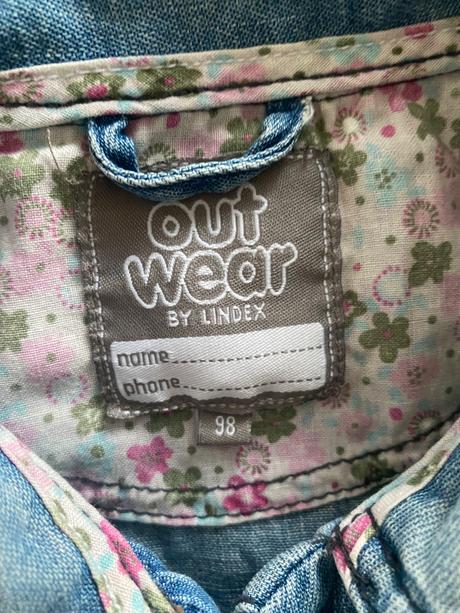 out
wear
BY LINDEX
name
phone
98